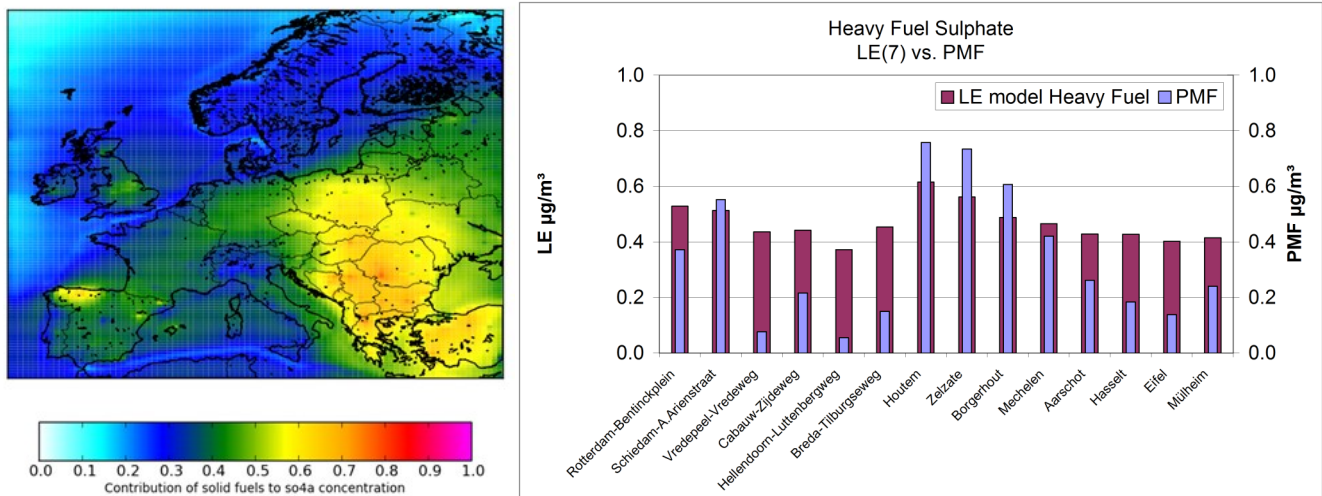 0.0 0.1 0.2 0.3 0.4 0.5 0.6 0.7 0.8 0.9 1.0
Contribution of solid fuels to so4a concentration
Heavy Fuel Sulphate
LE(7) vs. PMF
LE model Heavy Fuel PMF
1.0 1.0
0.8 0.8
0.6 0.6
0.4 0.4
0.2 0.2
0.0 0.0
LE µg/m³
PMF µg/m³
Rotterdam-Bentinckplein
Schiedam-A.Arienstraat
Vredepeel-Vredeweg
Cabauw-Zijdeweg
Hellendoorn-Luttenbergweg
Breda-Tilburgseweg
Houtem
Zelzate
Borgerhout
Mechelen
Aarschot
Hasselt
Eifel
Mülheim